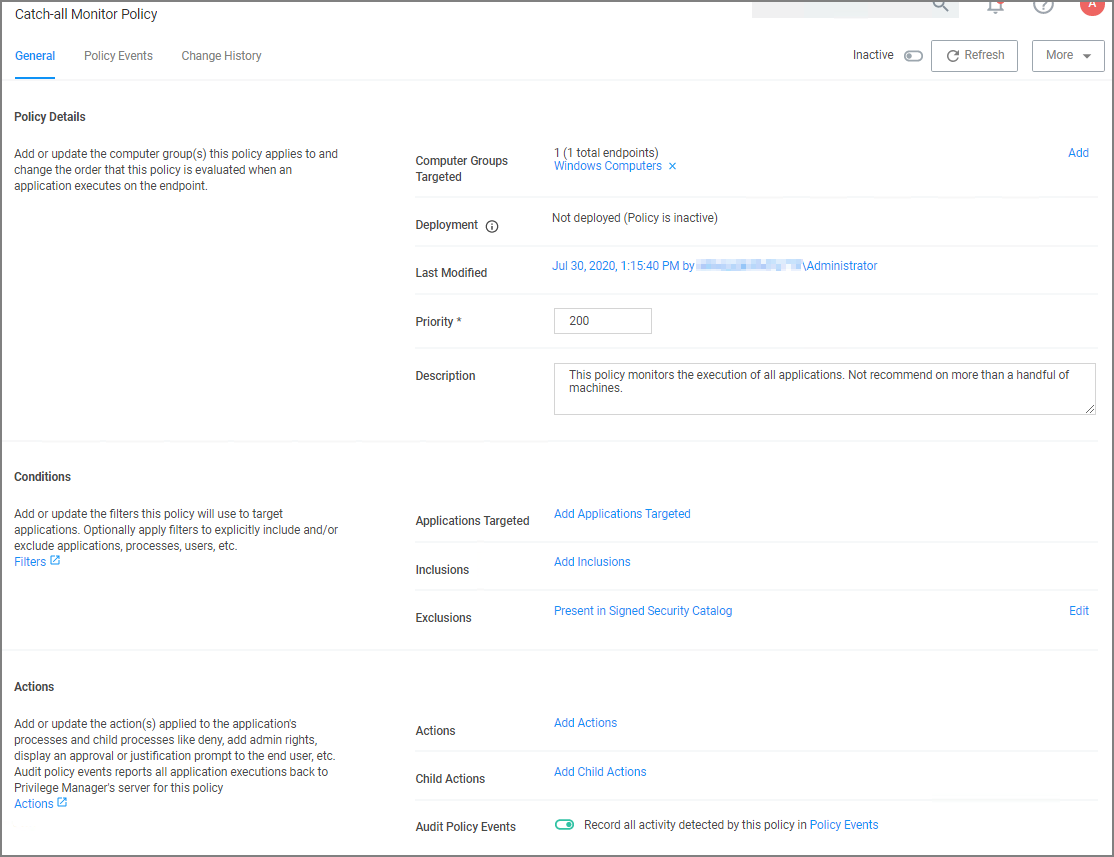 Catch-all Monitor Policy
A
General
Policy Events
Change History
Inactive
Refresh
More
Policy Details
Add or update the computer group(s) this policy applies to and
change the order that this policy is evaluated when an
application executes on the endpoint.
Computer Groups
Targeted
1 (1 total endpoints)
Windows Computers ×
Add
Deployment
Not deployed (Policy is inactive)
Last Modified
Jul 30, 2020, 1:15:40 PM by \Administrator
Priority *
200
Description
This policy monitors the execution of all applications. Not recommend on more than a handful of
machines.
Conditions
Add or update the filters this policy will use to target
applications. Optionally apply filters to explicitly include and/or
exclude applications, processes, users, etc.
Filters
Applications Targeted
Add Applications Targeted
Inclusions
Add Inclusions
Exclusions
Present in Signed Security Catalog
Edit
Actions
Add or update the action(s) applied to the application's
processes and child processes like deny, add admin rights,
display an approval or justification prompt to the end user, etc.
Audit policy events reports all application executions back to
Privilege Manager's server for this policy
Actions
Actions
Add Actions
Child Actions
Add Child Actions
Audit Policy Events
Record all activity detected by this policy in Policy Events